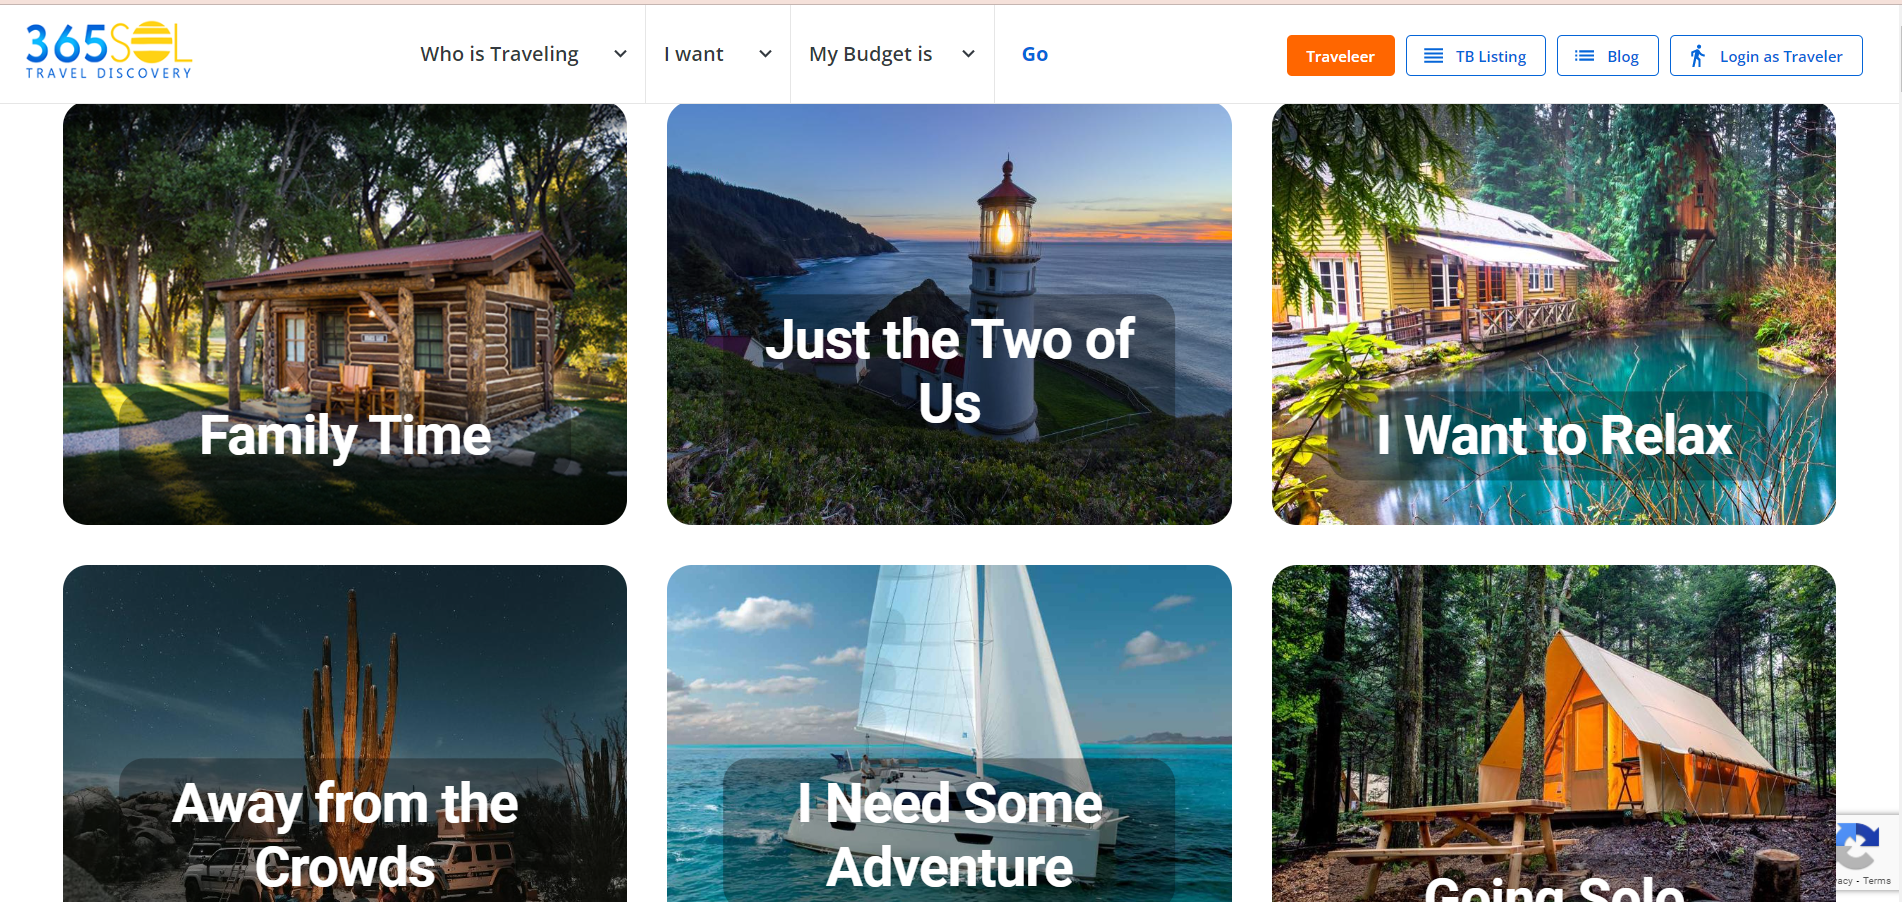 365SOL
TRAVEL DISCOVERY
Who is Traveling
I want
My Budget is
Go
Traveleer
TB Listing
Blog
Login as Traveler
Family Time
Just the Two of
Us
I Want to Relax
Away from the
Crowds
I Need Some
Adventure
Going Solo
vacy - Terms